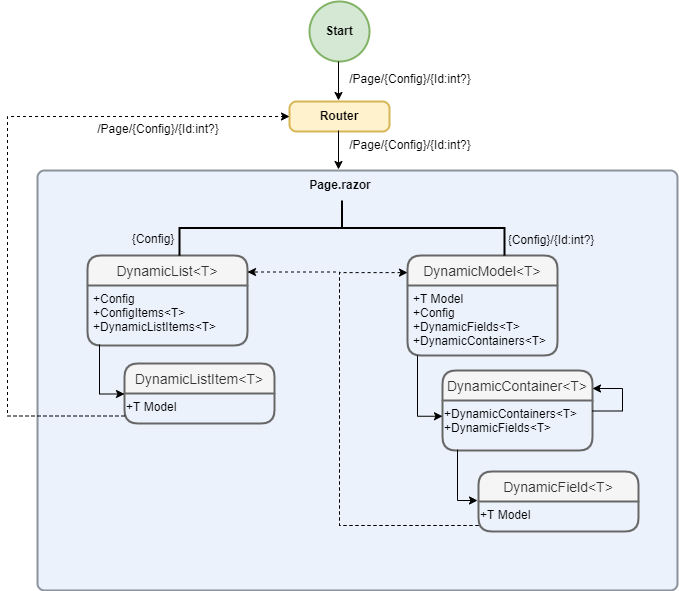 Start
/Page/{Config}/{Id:int?}
Router
/Page/{Config}/{Id:int?}
/Page/{Config}/{Id:int?}
Page.razor
{Config}
{Config}/{Id:int?}
DynamicList<T>
+Config
+ConfigItems<T>
+DynamicListItems<T>
DynamicModel<T>
+T Model
+Config
+DynamicFields<T>
+DynamicContainers<T>
DynamicListItem<T>
+T Model
DynamicContainer<T>
+DynamicContainers<T>
+DynamicFields<T>
DynamicField<T>
+T Model